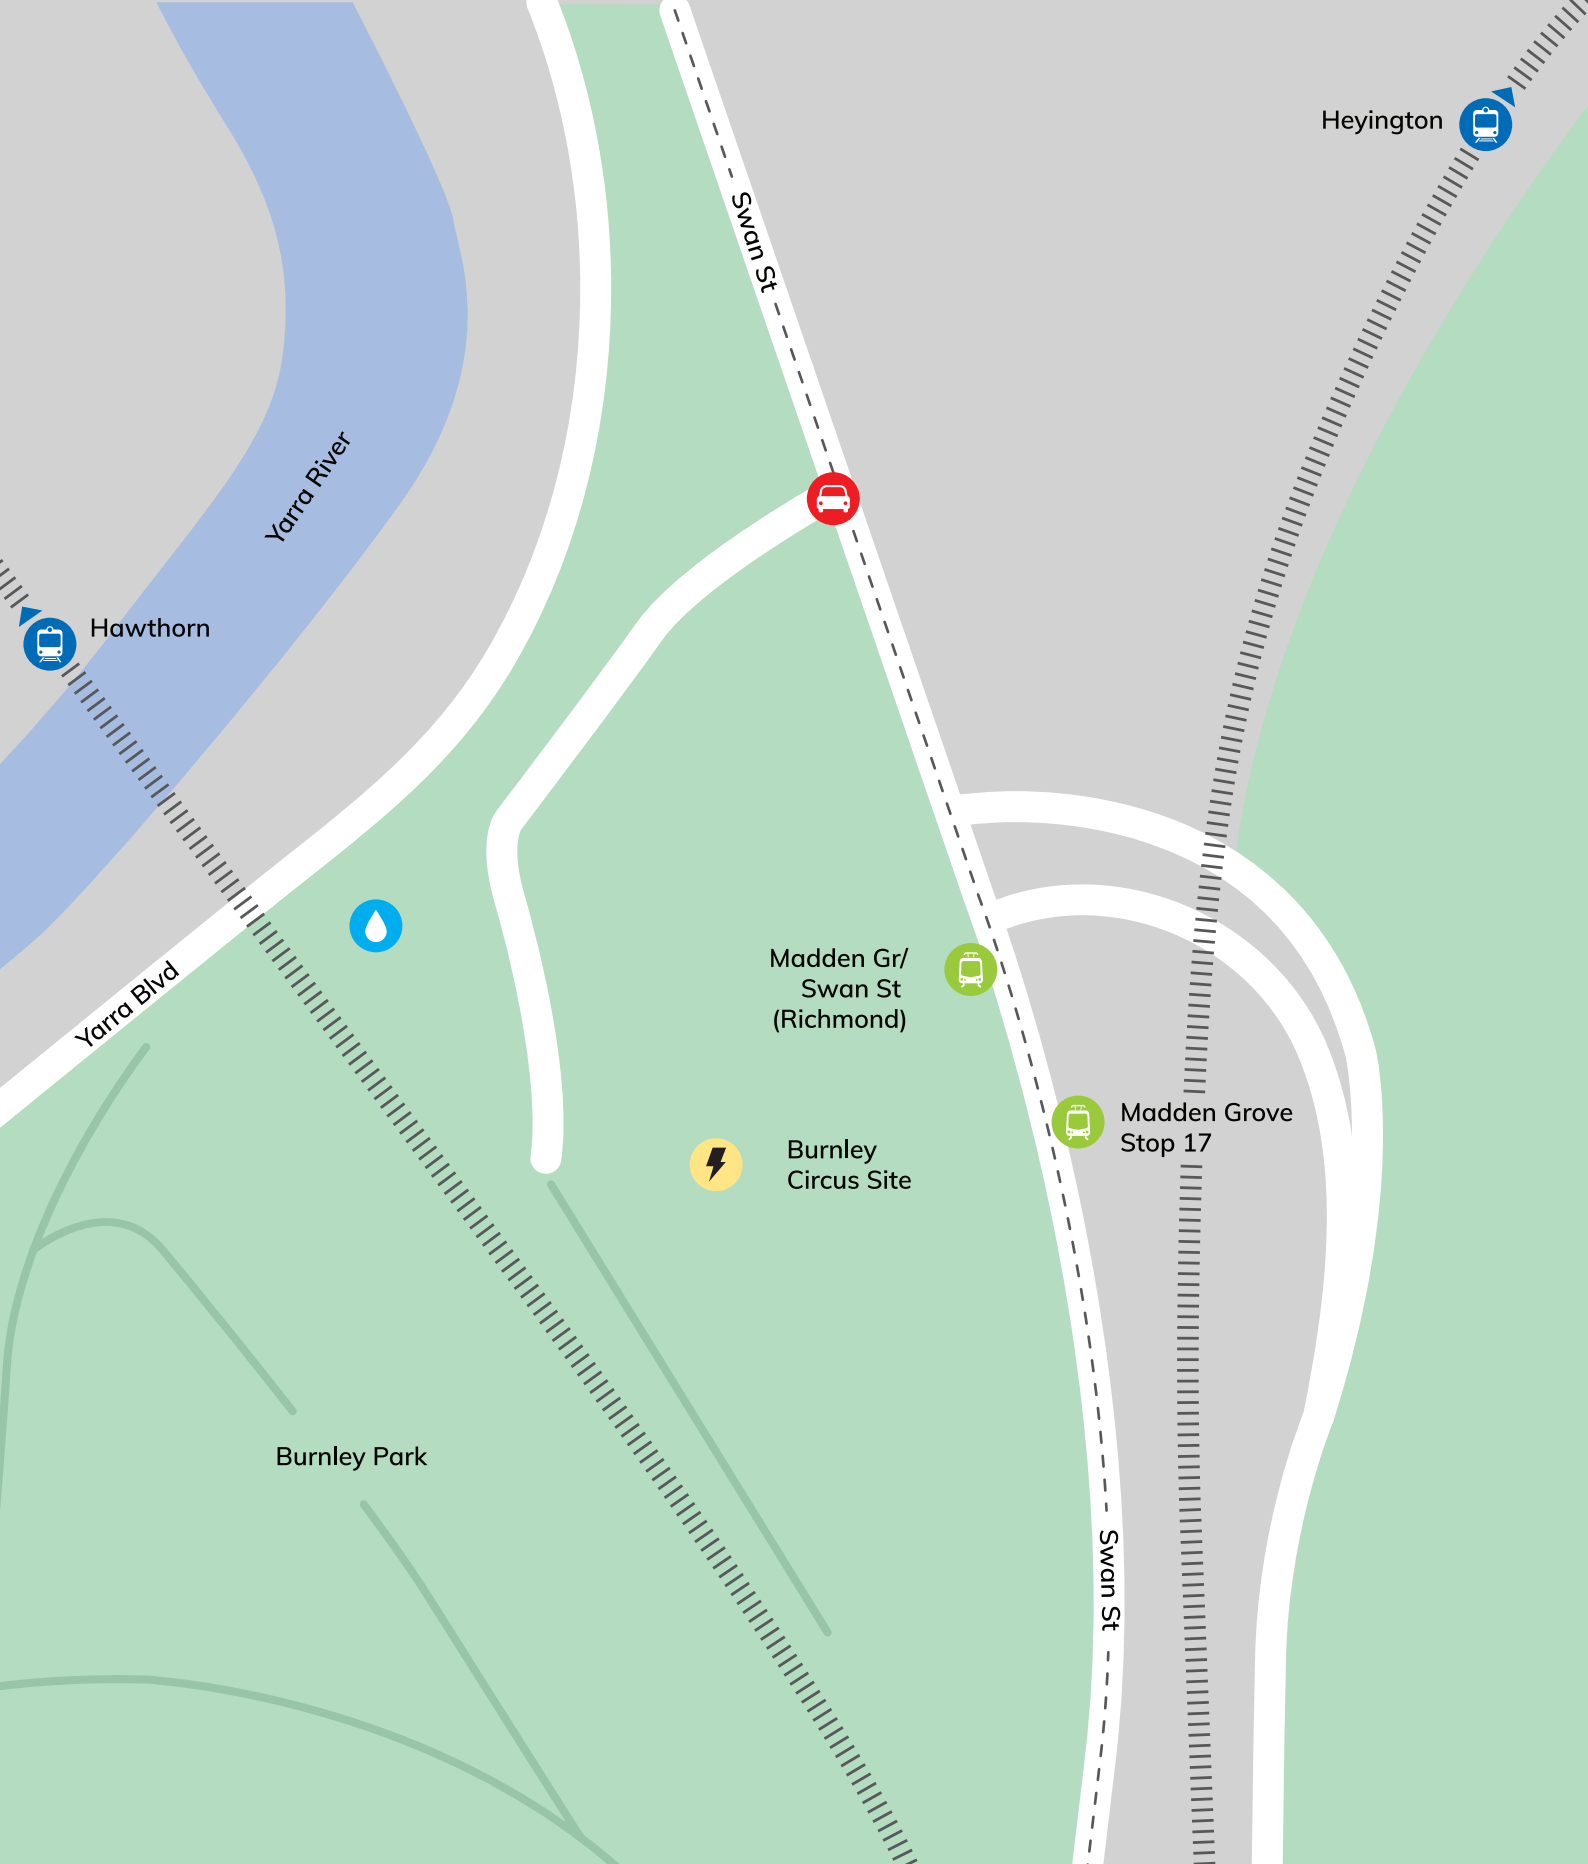 Heyington
Swan St
Yarra River
Hawthorn
Madden Gr/
Swan St
(Richmond)
Yarra Blvd
Madden Grove
Stop 17
Burnley
Circus Site
Burnley Park
Swan St